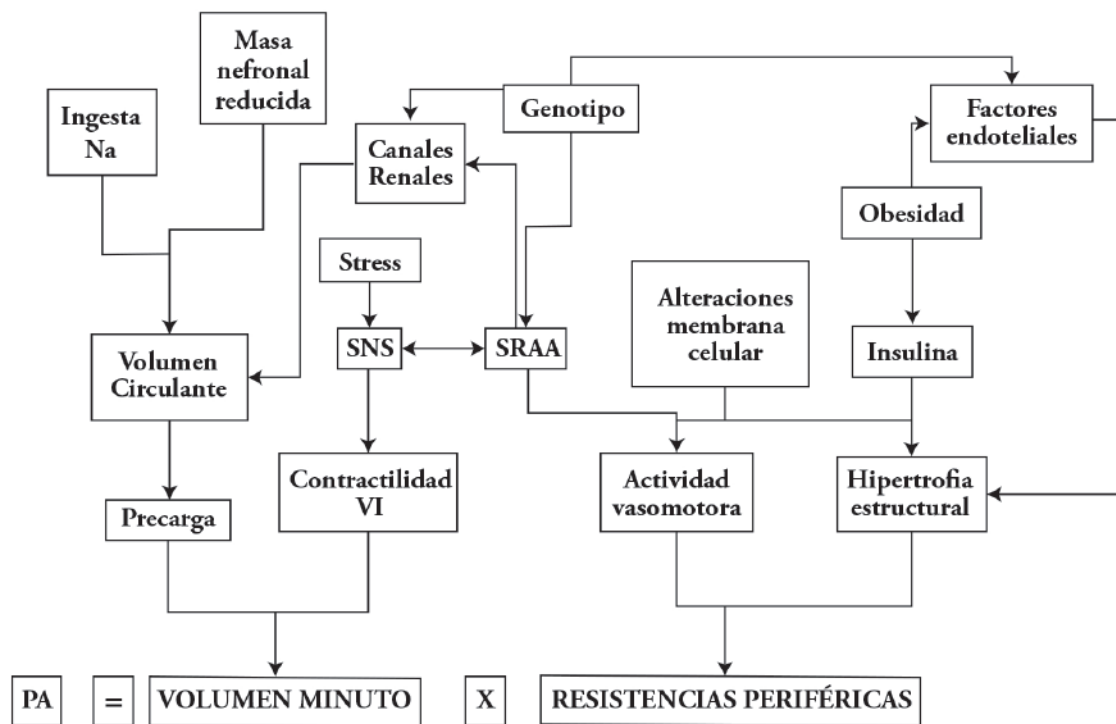 Masa
nefronal
reducida
Ingesta
Na
Genotipo
Factores
endoteliales
Canales
Renales
Obesidad
Stress
Alteraciones
membrana
celular
Volumen
Circulante
SNS
SRAA
Insulina
Precarga
Contractilidad
VI
Actividad
vasomotora
Hipertrofia
estructural
PA = VOLUMEN MINUTO X RESISTENCIAS PERIFÉRICAS